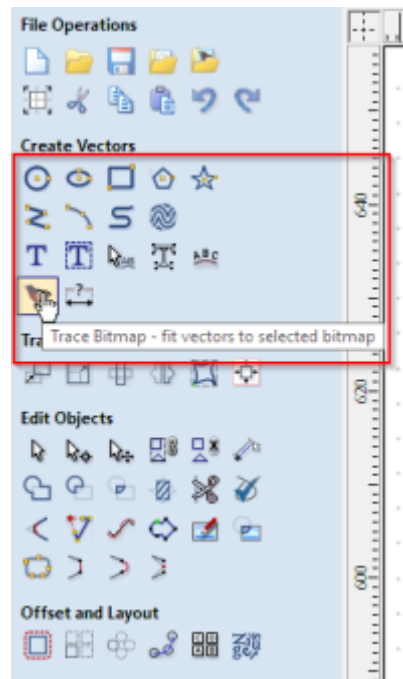 File Operations
Create Vectors
T T T ABC
Trace Bitmap - fit vectors to selected bitmap
Tra
Edit Objects
Offset and Layout
640
620
600